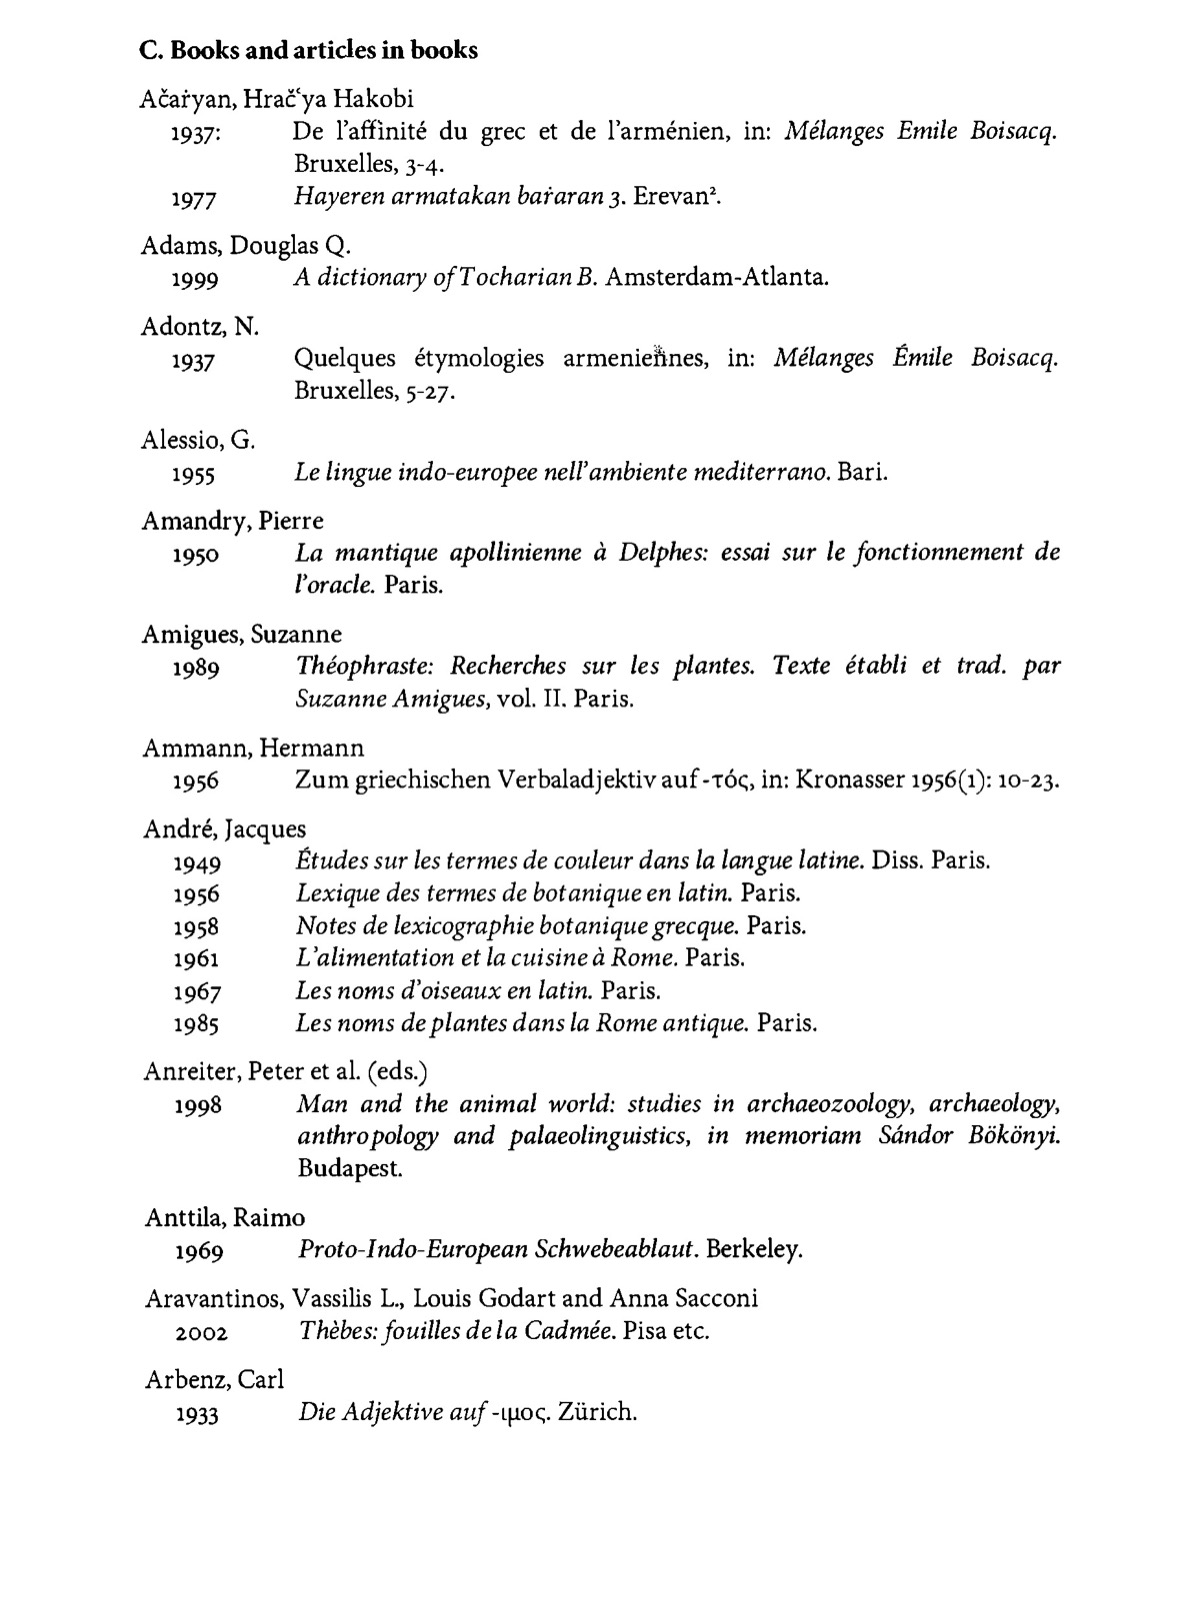 C. Books and articles in books
Ačaṙyan, Hračʿya Hakobi
1937: De l’affinité du grec et de l’arménien, in: Mélanges Emile Boisacq.
Bruxelles, 3-4.
1977 Hayeren armatakan baṙaran 3. Erevan².
Adams, Douglas Q.
1999 A dictionary of Tocharian B. Amsterdam-Atlanta.
Adontz, N.
1937 Quelques étymologies armeniennes, in: Mélanges Émile Boisacq.
Bruxelles, 5-27.
Alessio, G.
1955 Le lingue indo-europee nell’ambiente mediterrano. Bari.
Amandry, Pierre
1950 La mantique apollinienne à Delphes: essai sur le fonctionnement de
l’oracle. Paris.
Amigues, Suzanne
1989 Théophraste: Recherches sur les plantes. Texte établi et trad. par
Suzanne Amigues, vol. II. Paris.
Ammann, Hermann
1956 Zum griechischen Verbaladjektiv auf -τός, in: Kronasser 1956(1): 10-23.
André, Jacques
1949 Études sur les termes de couleur dans la langue latine. Diss. Paris.
1956 Lexique des termes de botanique en latin. Paris.
1958 Notes de lexicographie botanique grecque. Paris.
1961 L’alimentation et la cuisine à Rome. Paris.
1967 Les noms d’oiseaux en latin. Paris.
1985 Les noms de plantes dans la Rome antique. Paris.
Anreiter, Peter et al. (eds.)
1998 Man and the animal world: studies in archaeozoology, archaeology,
anthropology and palaeolinguistics, in memoriam Sándor Bökönyi.
Budapest.
Anttila, Raimo
1969 Proto-Indo-European Schwebeablaut. Berkeley.
Aravantinos, Vassilis L., Louis Godart and Anna Sacconi
2002 Thèbes: fouilles de la Cadmée. Pisa etc.
Arbenz, Carl
1933 Die Adjektive auf -ιμος. Zürich.